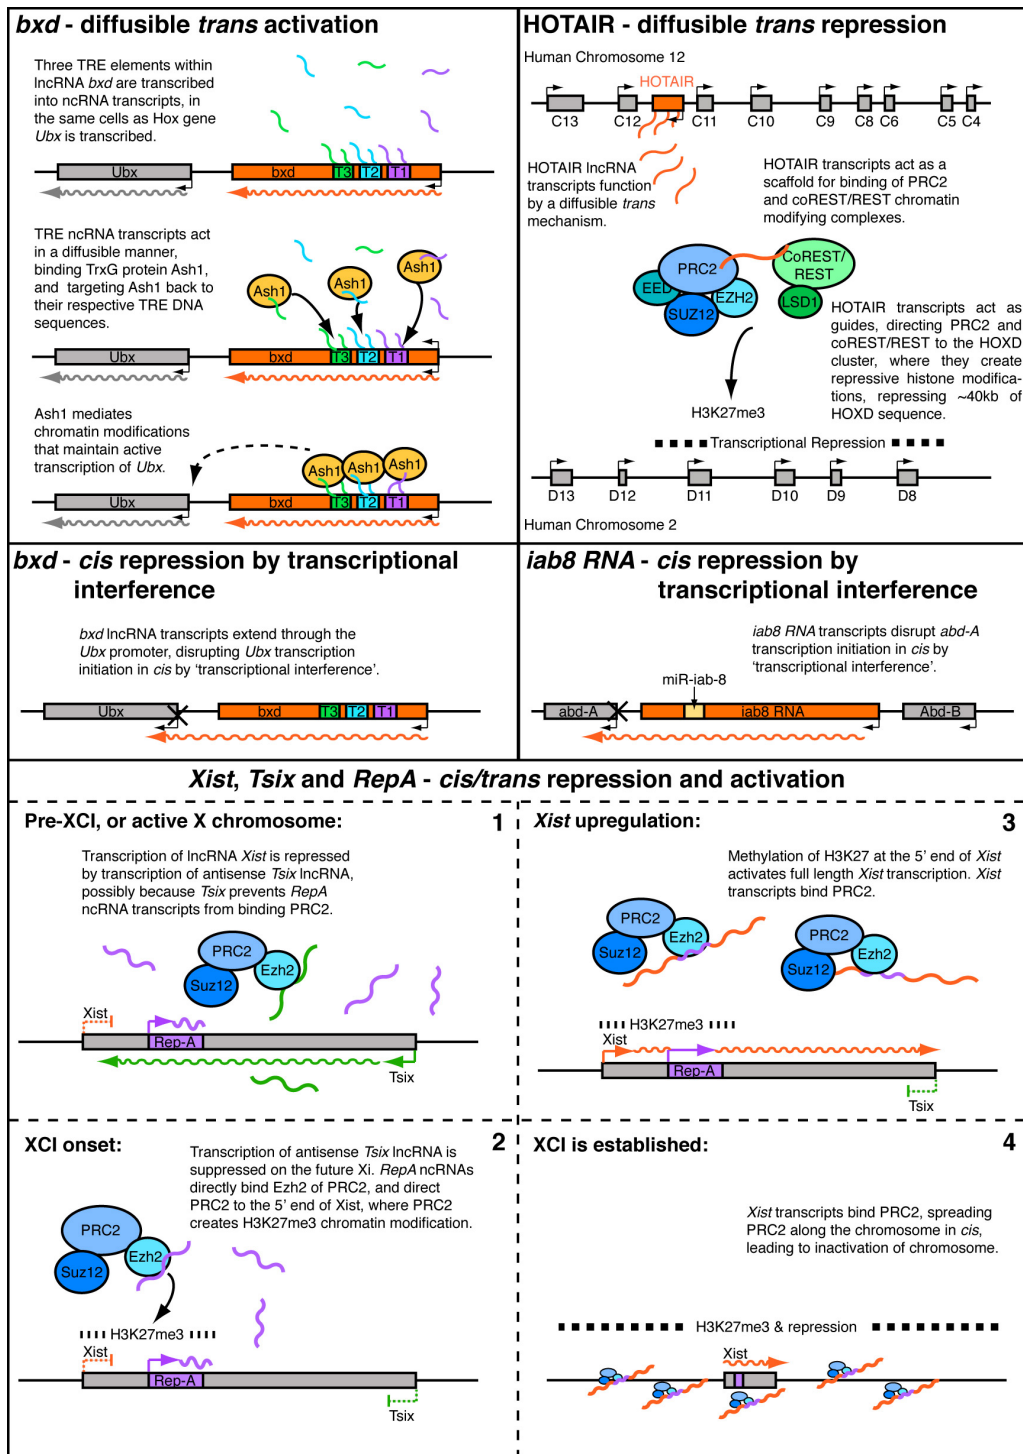 bxd - diffusible trans activation
Three TRE elements within
lncRNA bxd are transcribed
into ncRNA transcripts, in
the same cells as Hox gene
Ubx is transcribed.
Ubx
bxd
T3
T2
T1
TRE ncRNA transcripts act
in a diffusible manner,
binding TrxG protein Ash1,
and targeting Ash1 back to
their respective TRE DNA
sequences.
Ash1
Ash1
Ash1
Ubx
bxd
T3
T2
T1
Ash1 mediates
chromatin modifications
that maintain active
transcription of Ubx.
Ash1
Ash1
Ash1
Ubx
bxd
T3
T2
T1
HOTAIR - diffusible trans repression
Human Chromosome 12
HOTAIR
C13
C12
C11
C10
C9
C8
C6
C5
C4
HOTAIR lncRNA
transcripts function
by a diffusible trans
mechanism.
HOTAIR transcripts act as a
scaffold for binding of PRC2
and coREST/REST chromatin
modifying complexes.
PRC2
EED
EZH2
SUZ12
CoREST/
REST
LSD1
HOTAIR transcripts act as
guides, directing PRC2 and
coREST/REST to the HOXD
cluster, where they create
repressive histone modifica-
tions, repressing ~40kb of
HOXD sequence.
H3K27me3
Transcriptional Repression
D13
D12
D11
D10
D9
D8
Human Chromosome 2
bxd - cis repression by transcriptional
interference
bxd lncRNA transcripts extend through the
Ubx promoter, disrupting Ubx transcription
initiation in cis by ‘transcriptional interference’.
Ubx
bxd
T3
T2
T1
iab8 RNA - cis repression by
transcriptional interference
iab8 RNA transcripts disrupt abd-A
transcription initiation in cis by
‘transcriptional interference’.
miR-iab-8
abd-A
iab8 RNA
Abd-B
Xist, Tsix and RepA - cis/trans repression and activation
Pre-XCI, or active X chromosome:
1
Transcription of lncRNA Xist is repressed
by transcription of antisense Tsix lncRNA,
possibly because Tsix prevents RepA
ncRNA transcripts from binding PRC2.
PRC2
Ezh2
Suz12
Xist
Rep-A
Tsix
XCI onset:
2
Transcription of antisense Tsix lncRNA is
suppressed on the future Xi. RepA ncRNAs
directly bind Ezh2 of PRC2, and direct
PRC2 to the 5’ end of Xist, where PRC2
creates H3K27me3 chromatin modification.
PRC2
Ezh2
Suz12
H3K27me3
Xist
Rep-A
Tsix
Xist upregulation:
3
Methylation of H3K27 at the 5’ end of Xist
activates full length Xist transcription. Xist
transcripts bind PRC2.
PRC2
Ezh2
Suz12
PRC2
Ezh2
Suz12
H3K27me3
Xist
Rep-A
Tsix
XCI is established:
4
Xist transcripts bind PRC2, spreading
PRC2 along the chromosome in cis,
leading to inactivation of chromosome.
H3K27me3 & repression
Xist